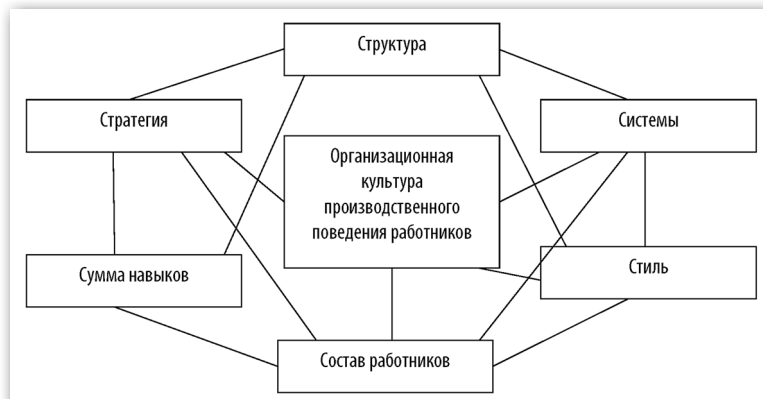 Структура
Стратегия
Системы
Организационная
культура
производственного
поведения работников
Сумма навыков
Стиль
Состав работников